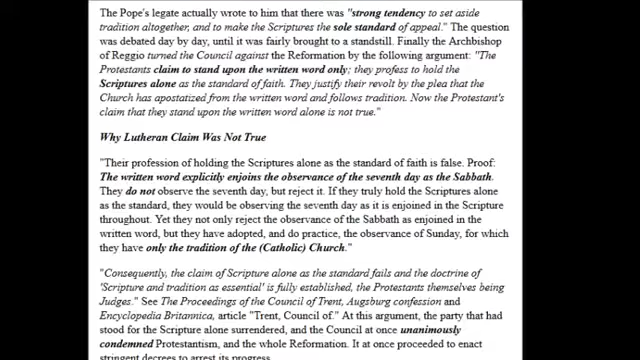 The Pope's legate actually wrote to him that there was "strong tendency to set aside
tradition altogether, and to make the Scriptures the sole standard of appeal." The
question was debated day by day, until it was fairly brought to a standstill. Finally the Archbishop
of Reggio turned the Council against the Reformation by the following argument: "The
Protestants claim to stand upon the written word only; they profess to hold the
Scriptures alone as the standard of faith. They justify their revolt by the plea that the
Church has apostatized from the written word and follows tradition. Now the Protestant's
claim that they stand upon the written word alone is not true."
Why Lutheran Claim Was Not True
"Their profession of holding the Scriptures alone as the standard of faith is false. Proof:
The written word explicitly enjoins the observance of the seventh day as the Sabbath.
They do not observe the seventh day, but reject it. If they truly hold the Scriptures alone
as the standard, they would be observing the seventh day as it is enjoined in the Scripture
throughout. Yet they not only reject the observance of the Sabbath as enjoined in the
written word, but they have adopted, and do practice, the observance of Sunday, for which
they have only the tradition of the (Catholic) Church."
"Consequently, the claim of Scripture alone as the standard fails and the doctrine of
'Scripture and tradition as essential' is fully established, the Protestants themselves being
Judges." See The Proceedings of the Council of Trent, Augsburg confession and
Encyclopedia Britannica, article "Trent, Council of." At this argument, the party that had
stood for the Scripture alone surrendered, and the Council at once unanimously
condemned Protestantism, and the whole Reformation. It at once proceeded to enact
stringent decrees to arrest its progress.